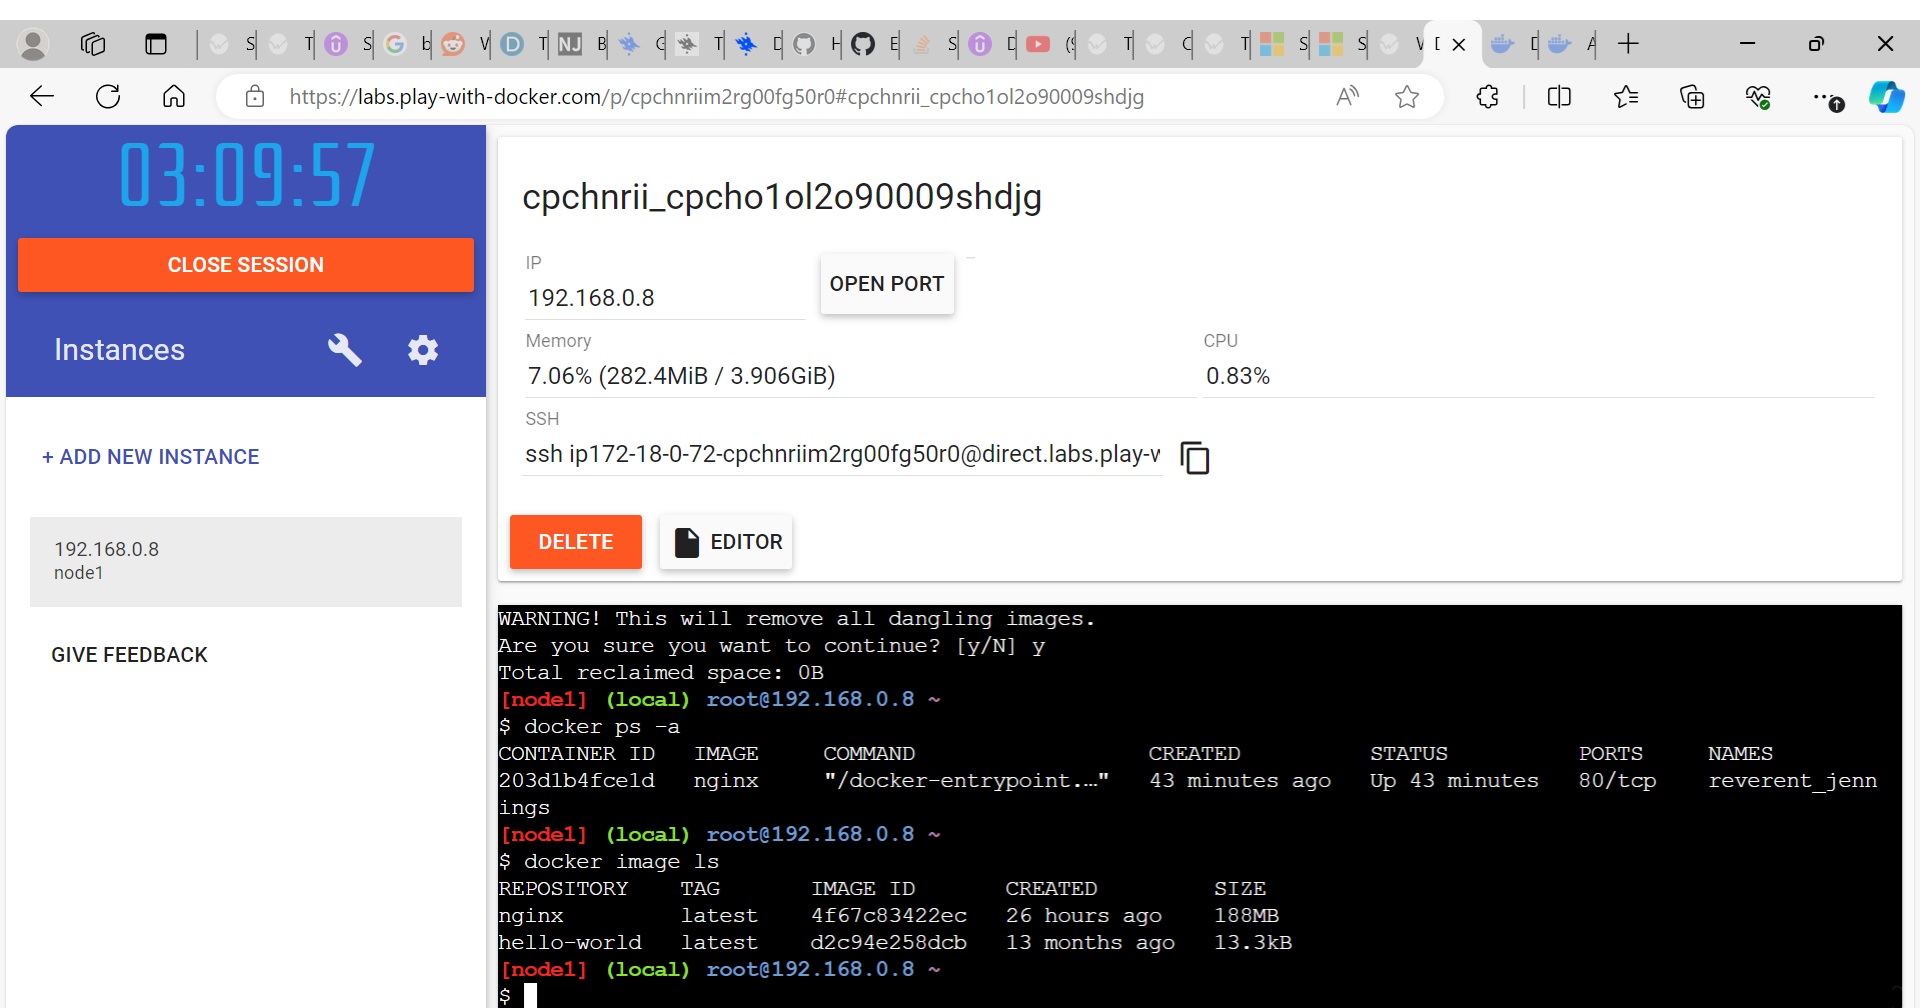 https://labs.play-with-docker.com/p/cpchnriim2rg00fg50r0#cpchnrii_cpcho1ol2o90009shdjg
03:09:57
CLOSE SESSION
Instances
+ ADD NEW INSTANCE
192.168.0.8
node1
GIVE FEEDBACK
cpchnrii_cpcho1ol2o90009shdjg
IP
192.168.0.8
OPEN PORT
Memory
7.06% (282.4MiB / 3.906GiB)
CPU
0.83%
SSH
ssh ip172-18-0-72-cpchnriim2rg00fg50r0@direct.labs.play-w
DELETE
EDITOR
WARNING! This will remove all dangling images.
Are you sure you want to continue? [y/N] y
Total reclaimed space: 0B
[node1] (local) root@192.168.0.8 ~
$ docker ps -a
CONTAINER ID IMAGE COMMAND CREATED STATUS PORTS NAMES
203d1b4fce1d nginx "/docker-entrypoint.…" 43 minutes ago Up 43 minutes 80/tcp reverent_jenn
ings
[node1] (local) root@192.168.0.8 ~
$ docker image ls
REPOSITORY TAG IMAGE ID CREATED SIZE
nginx latest 4f67c83422ec 26 hours ago 188MB
hello-world latest d2c94e258dcb 13 months ago 13.3kB
[node1] (local) root@192.168.0.8 ~
$